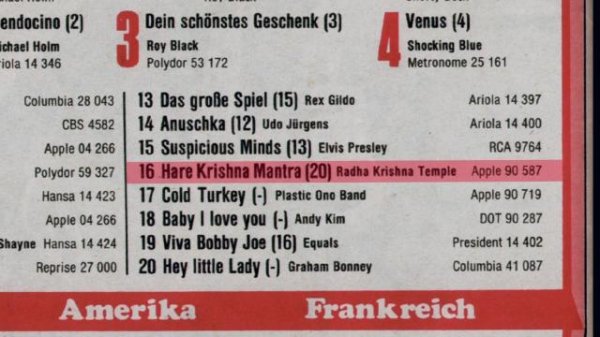 endocino (2)
ichael Holm
riola 14 346
3 Dein schönstes Geschenk (3)
Roy Black
Polydor 53 172
4 Venus (4)
Shocking Blue
Metronome 25 161
Columbia 28 043
CBS 4582
Apple 04 266
Polydor 59 327
Hansa 14 423
Apple 04 266
Shayne Hansa 14 424
Reprise 27 000
13 Das große Spiel (15) Rex Gildo Ariola 14 397
14 Anuschka (12) Udo Jürgens Ariola 14 400
15 Suspicious Minds (13) Elvis Presley RCA 9764
16 Hare Krishna Mantra (20) Radha Krishna Temple Apple 90 587
17 Cold Turkey (-) Plastic Ono Band Apple 90 719
18 Baby I love you (-) Andy Kim DOT 90 287
19 Viva Bobby Joe (16) Equals President 14 402
20 Hey little Lady (-) Graham Bonney Columbia 41 087
Amerika Frankreich